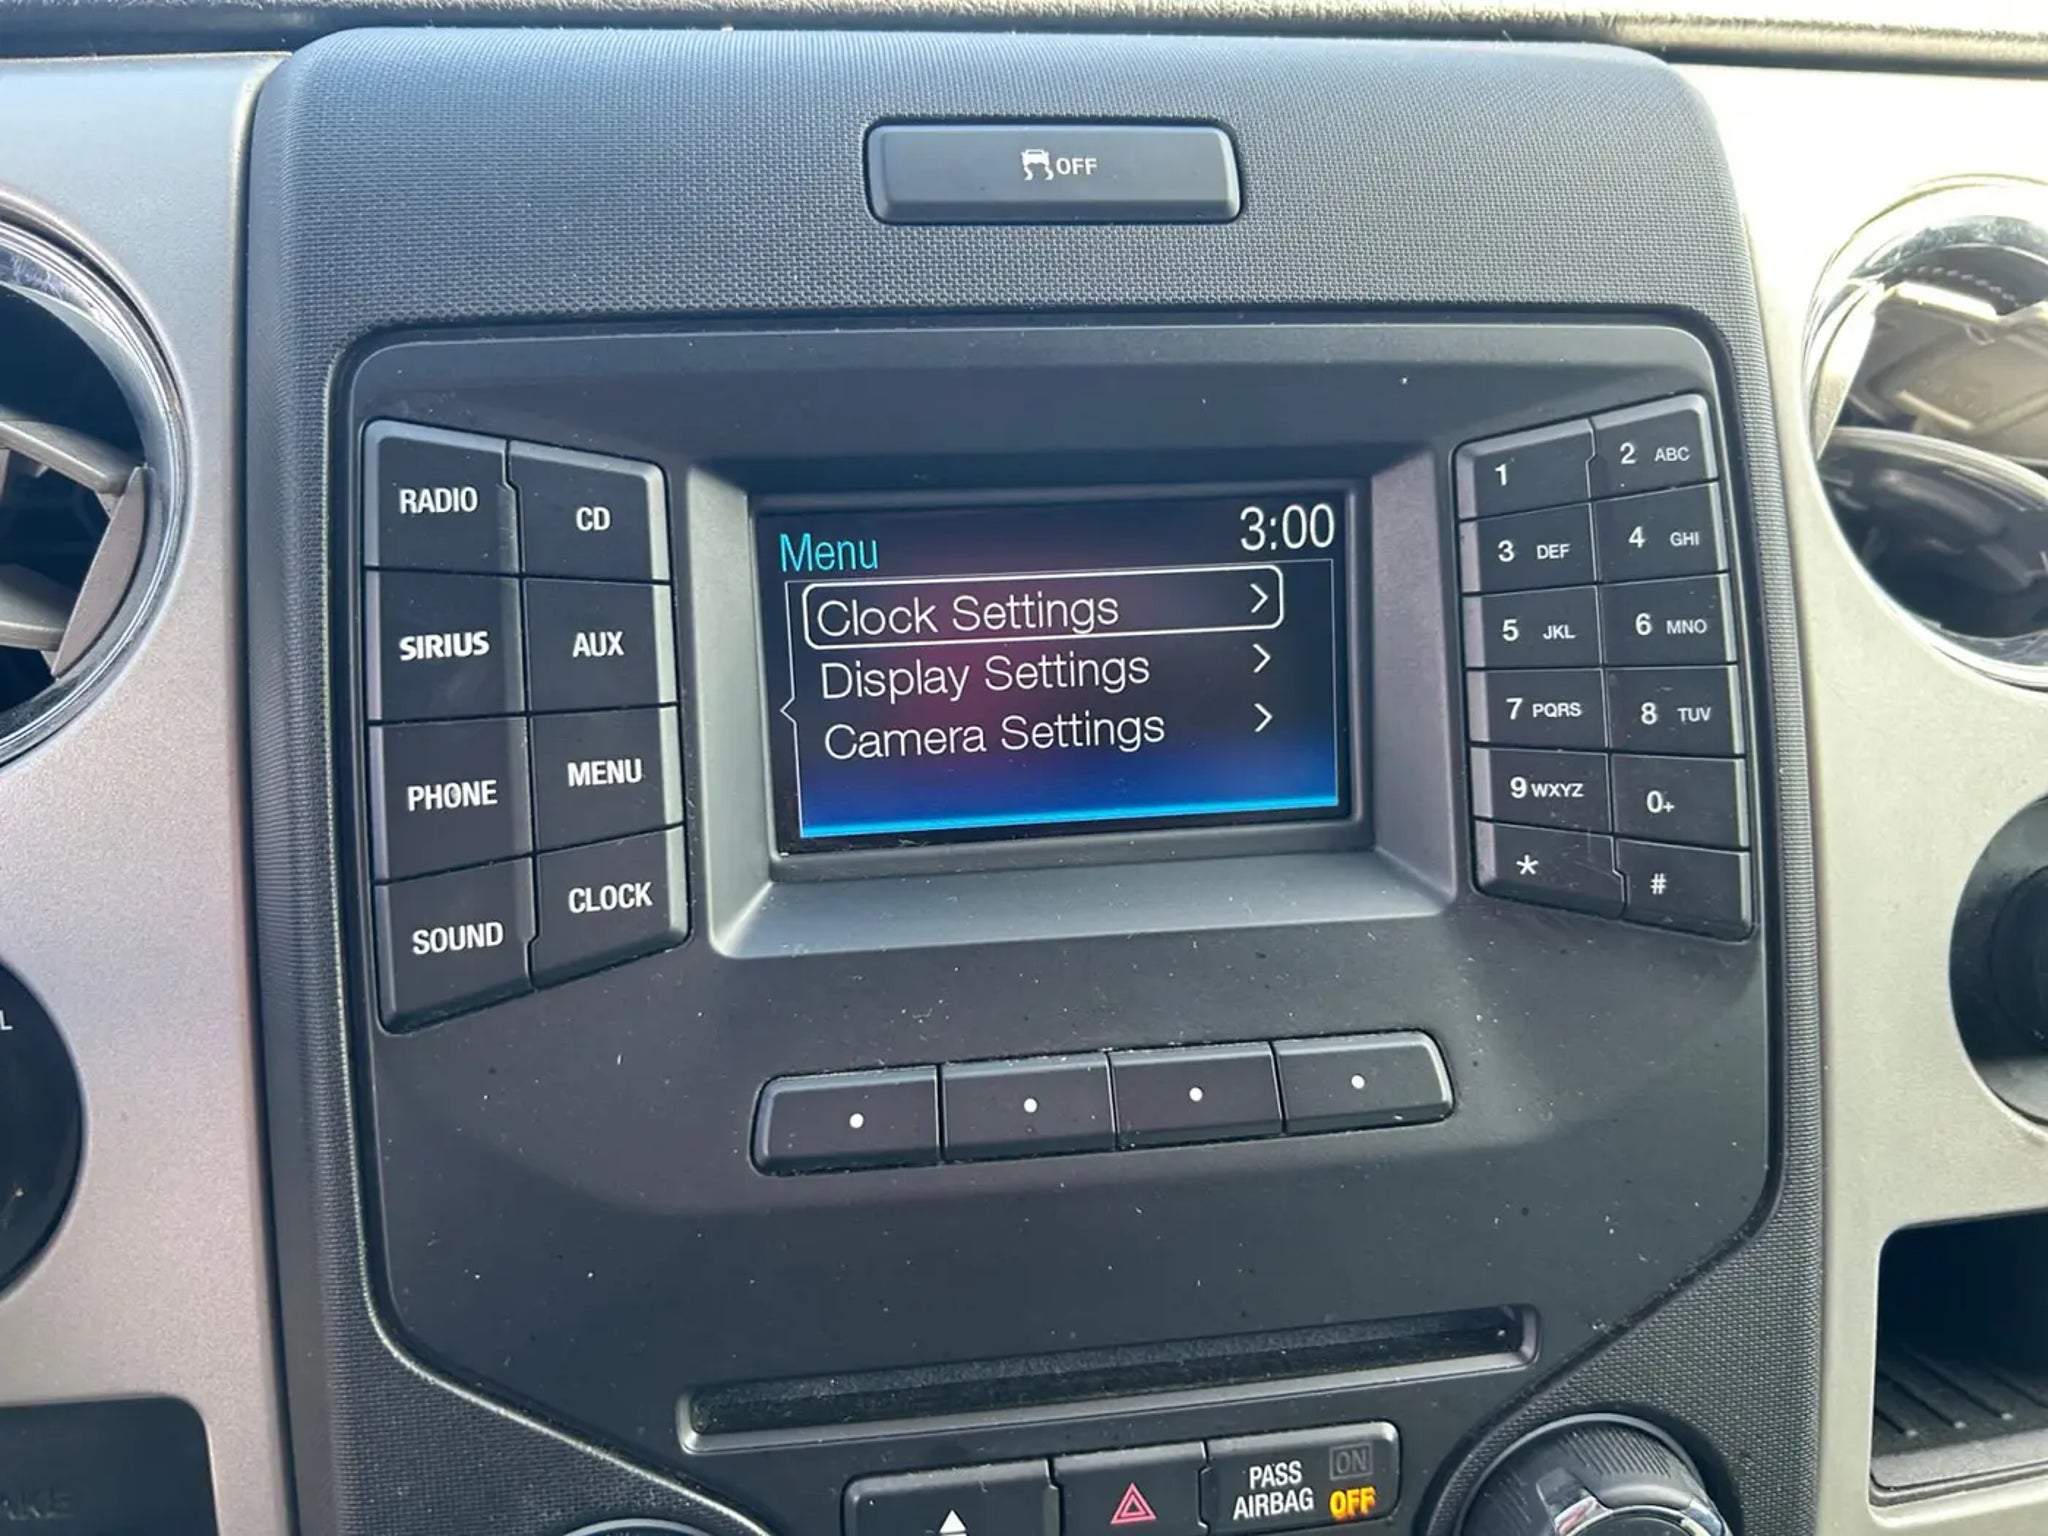 OFF
RADIO
CD
SIRIUS
AUX
PHONE
MENU
SOUND
CLOCK
Menu
3:00
Clock Settings
Display Settings
Camera Settings
1
2 ABC
3 DEF
4 GHI
5 JKL
6 MNO
7 PQRS
8 TUV
9 WXYZ
0+
*
#
PASS
AIRBAG
ON
OFF